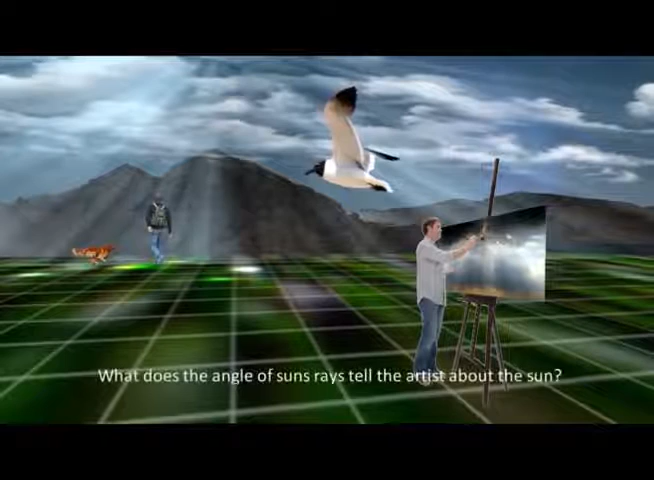 What does the angle of suns rays tell the artist about the sun?